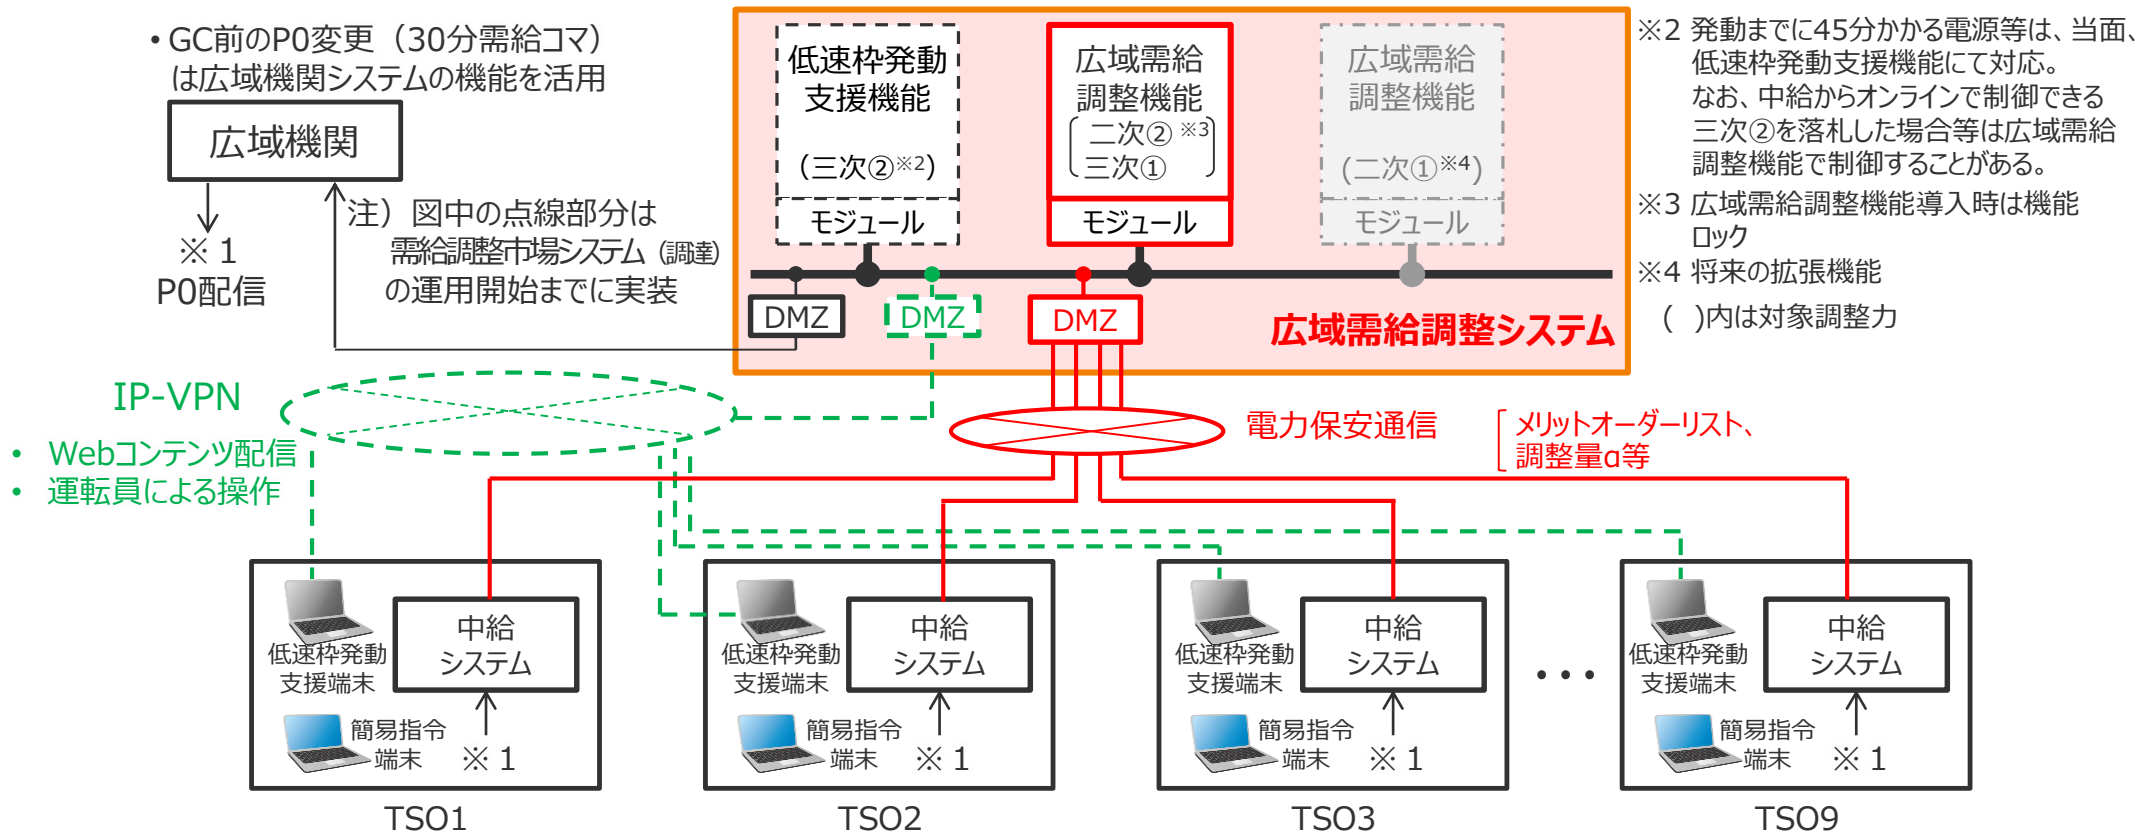 • GC前のP0変更（30分需給コマ）
は広域機関システムの機能を活用
広域機関
※１
P0配信
注）図中の点線部分は
需給調整市場システム（調達）
の運用開始までに実装
低速枠発動
支援機能
（三次②※2）
モジュール
広域需給
調整機能
二次②※3
三次①
モジュール
広域需給
調整機能
（二次①※4）
モジュール
DMZ
DMZ
DMZ
広域需給調整システム
※2 発動までに45分かかる電源等は、当面、
低速枠発動支援機能にて対応。
なお、中給からオンラインで制御できる
三次②を落札した場合等は広域需給
調整機能で制御することがある。
※3 広域需給調整機能導入時は機能
ロック
※4 将来の拡張機能
(　)内は対象調整力
IP-VPN
• Webコンテンツ配信
• 運転員による操作
電力保安通信
メリットオーダーリスト、
調整量α等
低速枠発動
支援端末
中給
システム
簡易指令
端末
※１
TSO1
低速枠発動
支援端末
中給
システム
簡易指令
端末
※１
TSO2
低速枠発動
支援端末
中給
システム
簡易指令
端末
※１
TSO3
• • •
低速枠発動
支援端末
中給
システム
簡易指令
端末
※１
TSO9